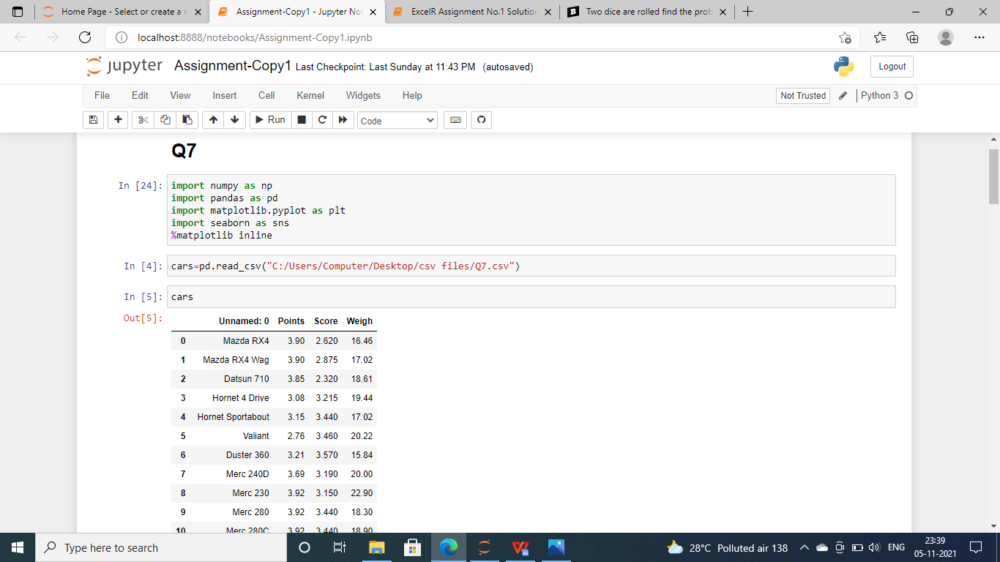 Home Page - Select or create a n
Assignment-Copy1 - Jupyter Not
ExcelR Assignment No.1 Solution
Two dice are rolled find the prob
localhost:8888/notebooks/Assignment-Copy1.ipynb
jupyter Assignment-Copy1 Last Checkpoint: Last Sunday at 11:43 PM (autosaved)
Logout
File Edit View Insert Cell Kernel Widgets Help
Not Trusted Python 3
Run Code
Q7
In [24]: import numpy as np
import pandas as pd
import matplotlib.pyplot as plt
import seaborn as sns
%matplotlib inline
In [4]: cars=pd.read_csv("C:/Users/Computer/Desktop/csv files/Q7.csv")
In [5]: cars
Out[5]:
Unnamed: 0 Points Score Weigh
0 Mazda RX4 3.90 2.620 16.46
1 Mazda RX4 Wag 3.90 2.875 17.02
2 Datsun 710 3.85 2.320 18.61
3 Hornet 4 Drive 3.08 3.215 19.44
4 Hornet Sportabout 3.15 3.440 17.02
5 Valiant 2.76 3.460 20.22
6 Duster 360 3.21 3.570 15.84
7 Merc 240D 3.69 3.190 20.00
8 Merc 230 3.92 3.150 22.90
9 Merc 280 3.92 3.440 18.30
10 Merc 280C 3.92 3.440 18.90
Type here to search
28°C Polluted air 138
ENG
23:39
05-11-2021